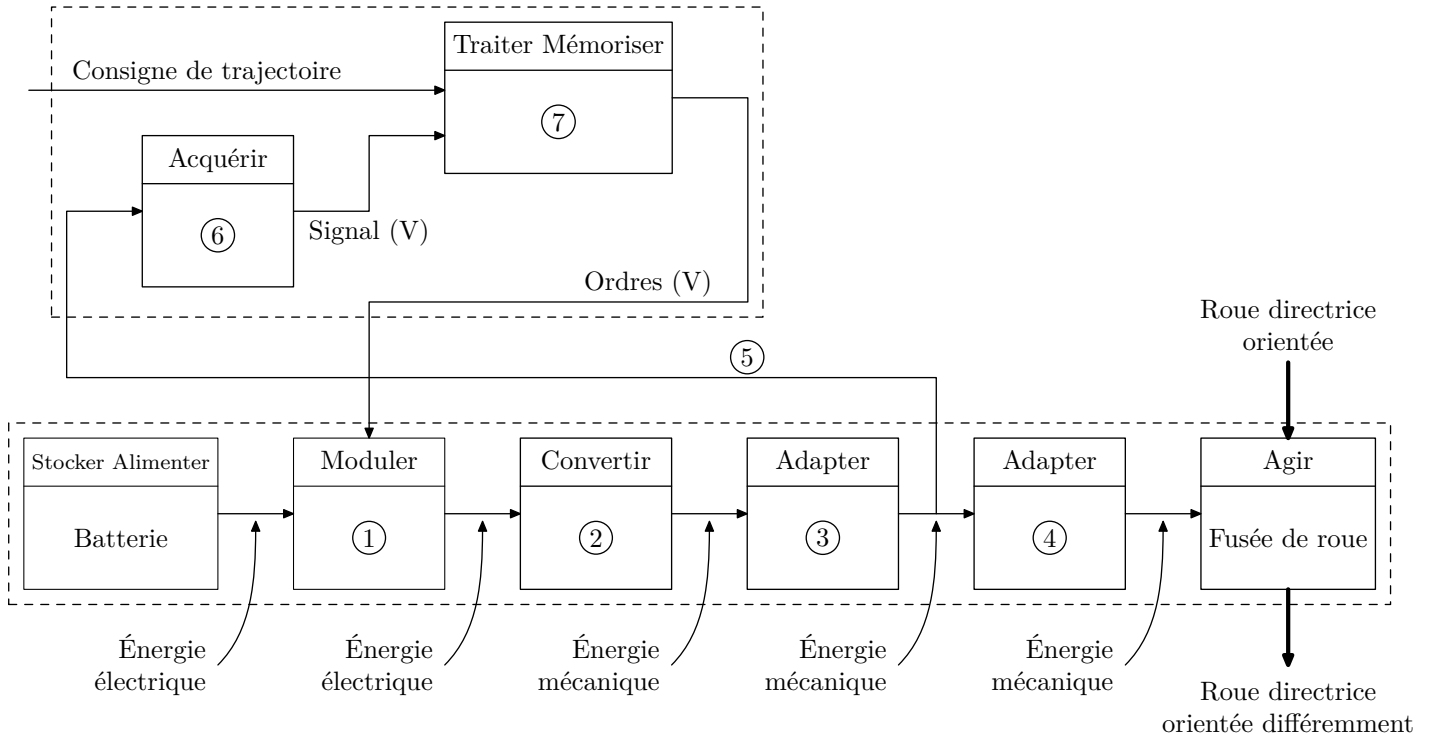 Traiter Mémoriser
Consigne de trajectoire
7
Acquérir
6
Signal (V)
Ordres (V)
Roue directrice
orientée
5
Stocker Alimenter
Moduler
Convertir
Adapter
Adapter
Agir
Batterie
1
2
3
4
Fusée de roue
Énergie
électrique
Énergie
électrique
Énergie
mécanique
Énergie
mécanique
Énergie
mécanique
Roue directrice
orientée différemment